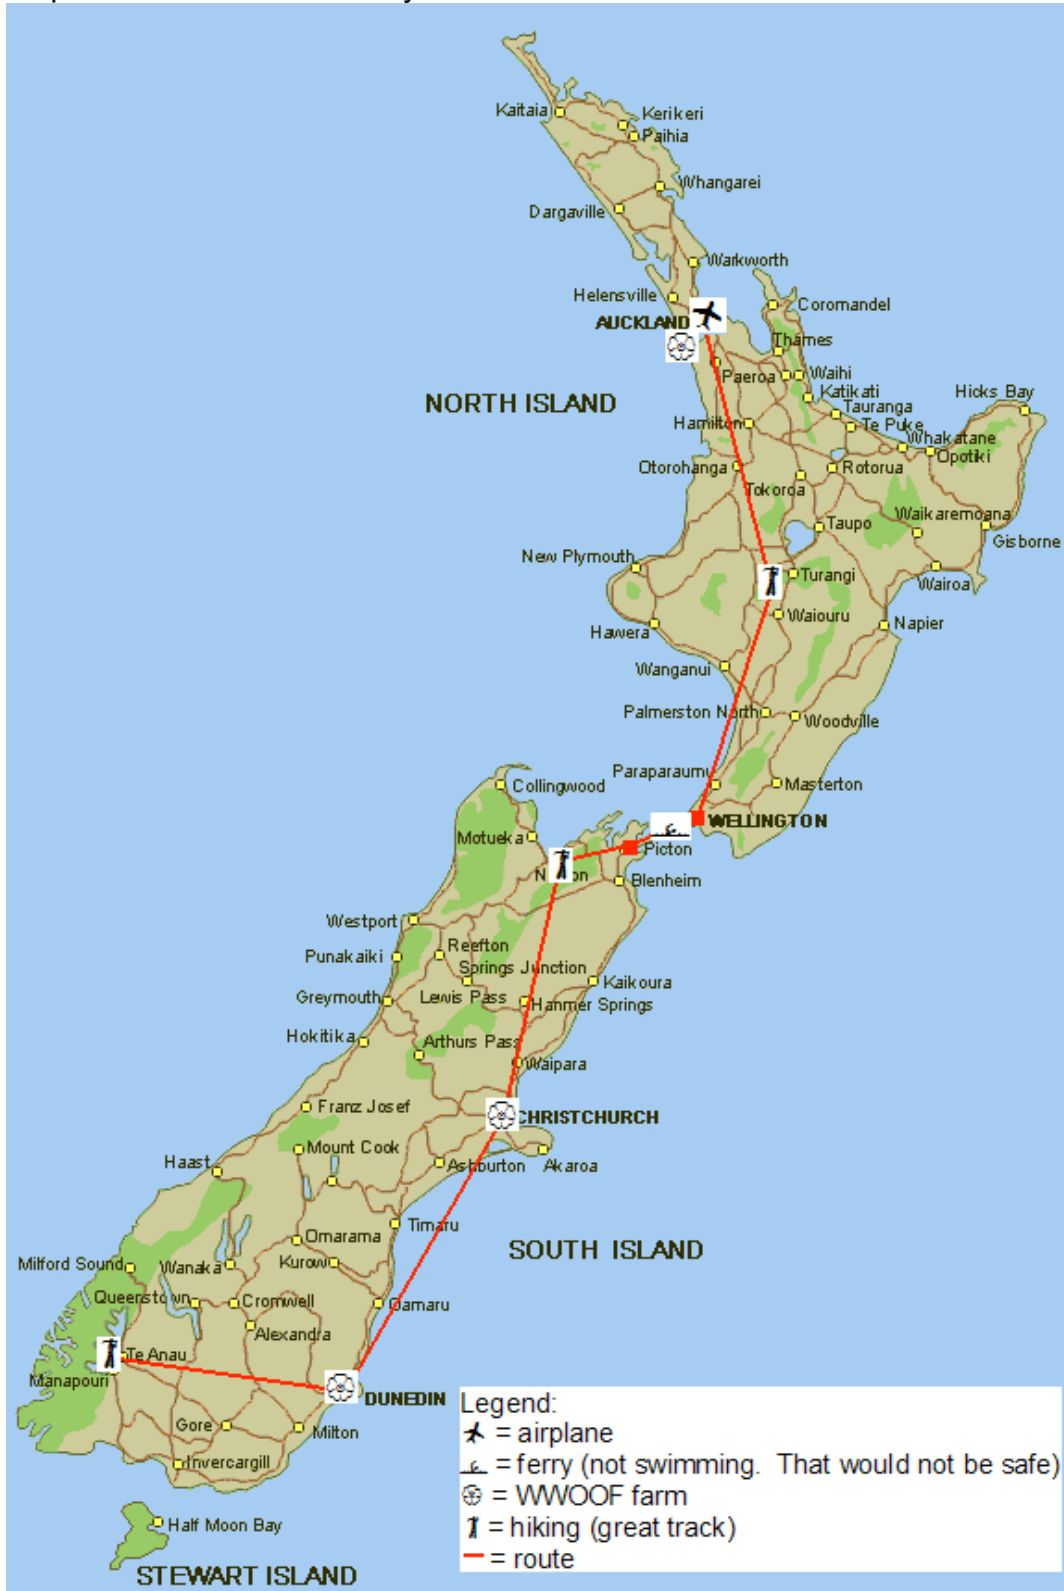 Kaitaia
Kerikeri
Paihia
Whangarei
Dargaville
Warkworth
Helensville
Coromandel
AUCKLAND
Thames
Paeroa
Waihi
NORTH ISLAND
Katikati
Hicks Bay
Tauranga
Hamilton
Te Puke
Whakatane
Opotiki
Otorohanga
Rotorua
Tokoroa
Waikaremoana
Taupo
Gisborne
New Plymouth
Turangi
Wairoa
Waiouru
Napier
Hawera
Wanganui
Palmerston North
Woodville
Paraparaumu
Masterton
Collingwood
WELLINGTON
Motueka
Picton
Blenheim
Westport
Reefton
Punakaiki
Springs Junction
Kaikoura
Greymouth
Lewis Pass
Hanmer Springs
Hokitika
Arthurs Pass
Waipara
Franz Josef
CHRISTCHURCH
Mount Cook
Haast
Ashburton
Akaroa
Timaru
Omarama
SOUTH ISLAND
Milford Sound
Wanaka
Kurow
Queenstown
Cromwell
Oamaru
Alexandra
Te Anau
Manapouri
DUNEDIN
Gore
Milton
Invercargill
Half Moon Bay
STEWART ISLAND
Legend:
= airplane
= ferry (not swimming. That would not be safe)
= WWOOF farm
= hiking (great track)
= route